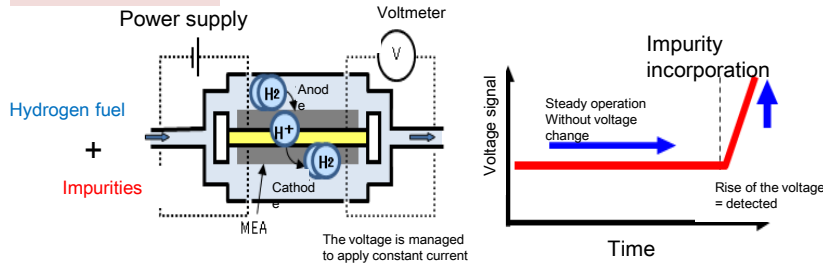 Power supply
Voltmeter
V
Hydrogen fuel
+
Impurities
H2
Anod
e
H+
H2
Cathod
e
MEA
The voltage is managed
to apply constant current
Impurity
incorporation
Steady operation
Without voltage
change
Voltage signal
Rise of the voltage
= detected
Time